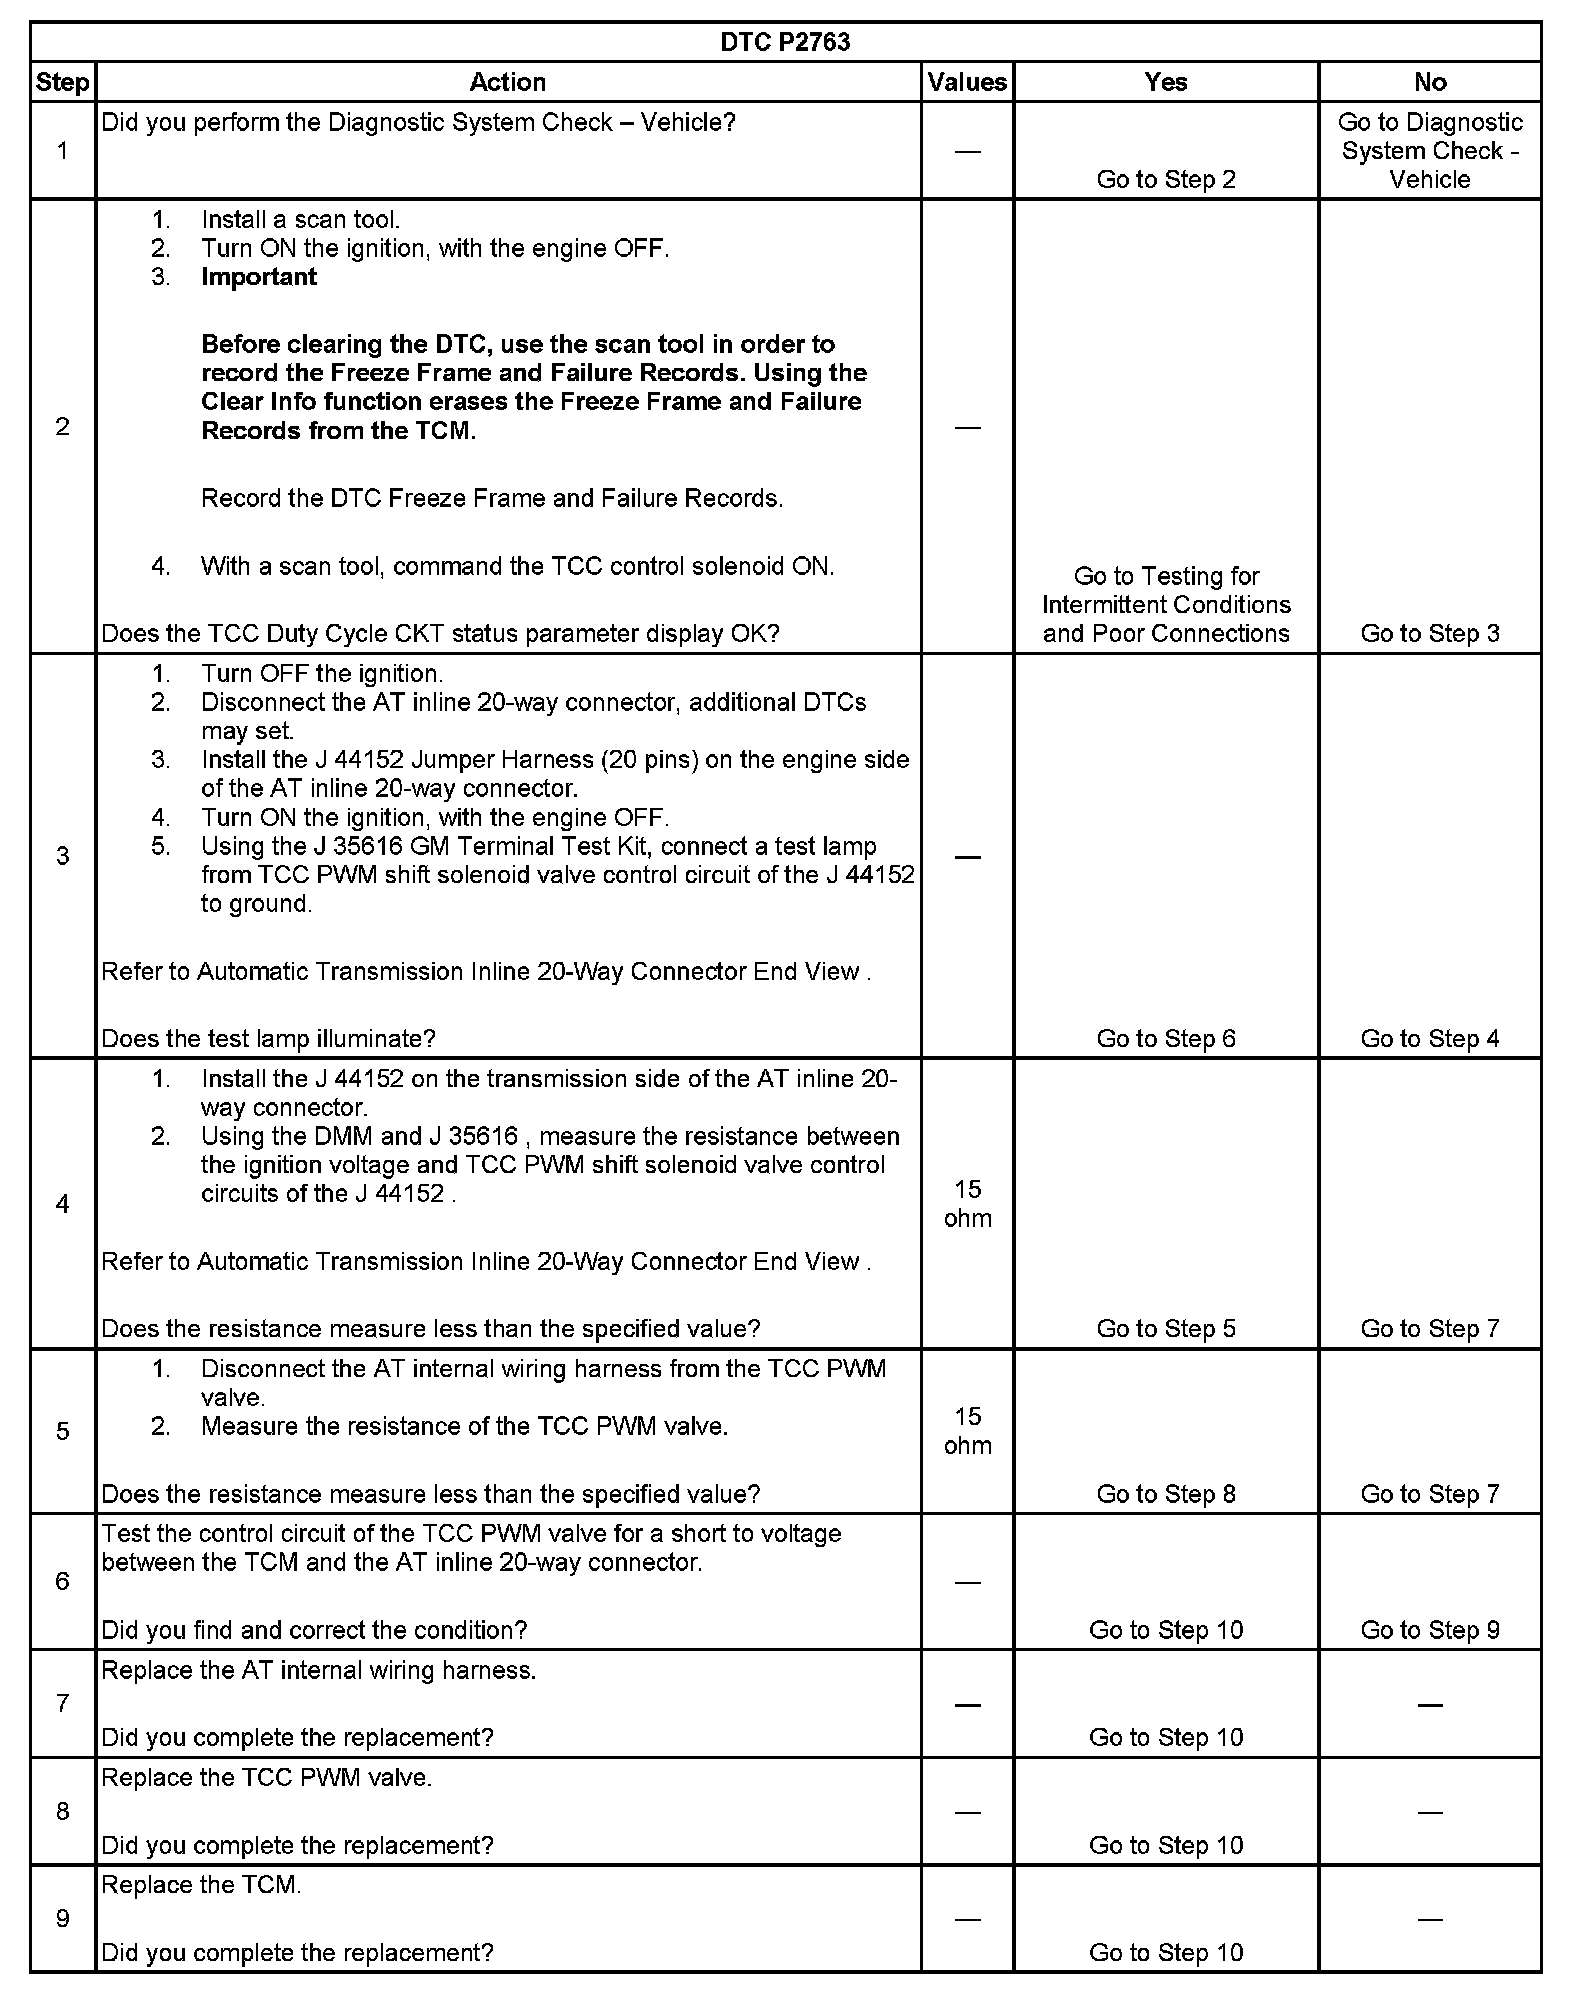 DTC P2763
Step Action Values Yes No
1
Did you perform the Diagnostic System Check – Vehicle?
—
Go to Step 2
Go to Diagnostic
System Check -
Vehicle
2
1. Install a scan tool.
2. Turn ON the ignition, with the engine OFF.
3. Important
Before clearing the DTC, use the scan tool in order to
record the Freeze Frame and Failure Records. Using the
Clear Info function erases the Freeze Frame and Failure
Records from the TCM.
Record the DTC Freeze Frame and Failure Records.
4. With a scan tool, command the TCC control solenoid ON.
Does the TCC Duty Cycle CKT status parameter display OK?
—
Go to Testing for
Intermittent Conditions
and Poor Connections
Go to Step 3
3
1. Turn OFF the ignition.
2. Disconnect the AT inline 20-way connector, additional DTCs
may set.
3. Install the J 44152 Jumper Harness (20 pins) on the engine side
of the AT inline 20-way connector.
4. Turn ON the ignition, with the engine OFF.
5. Using the J 35616 GM Terminal Test Kit, connect a test lamp
from TCC PWM shift solenoid valve control circuit of the J 44152
to ground.
Refer to Automatic Transmission Inline 20-Way Connector End View .
Does the test lamp illuminate?
—
Go to Step 6
Go to Step 4
4
1. Install the J 44152 on the transmission side of the AT inline 20-
way connector.
2. Using the DMM and J 35616 , measure the resistance between
the ignition voltage and TCC PWM shift solenoid valve control
circuits of the J 44152 .
Refer to Automatic Transmission Inline 20-Way Connector End View .
Does the resistance measure less than the specified value?
15
ohm
Go to Step 5
Go to Step 7
5
1. Disconnect the AT internal wiring harness from the TCC PWM
valve.
2. Measure the resistance of the TCC PWM valve.
Does the resistance measure less than the specified value?
15
ohm
Go to Step 8
Go to Step 7
6
Test the control circuit of the TCC PWM valve for a short to voltage
between the TCM and the AT inline 20-way connector.
Did you find and correct the condition?
—
Go to Step 10
Go to Step 9
7
Replace the AT internal wiring harness.
Did you complete the replacement?
—
Go to Step 10
—
8
Replace the TCC PWM valve.
Did you complete the replacement?
—
Go to Step 10
—
9
Replace the TCM.
Did you complete the replacement?
—
Go to Step 10
—